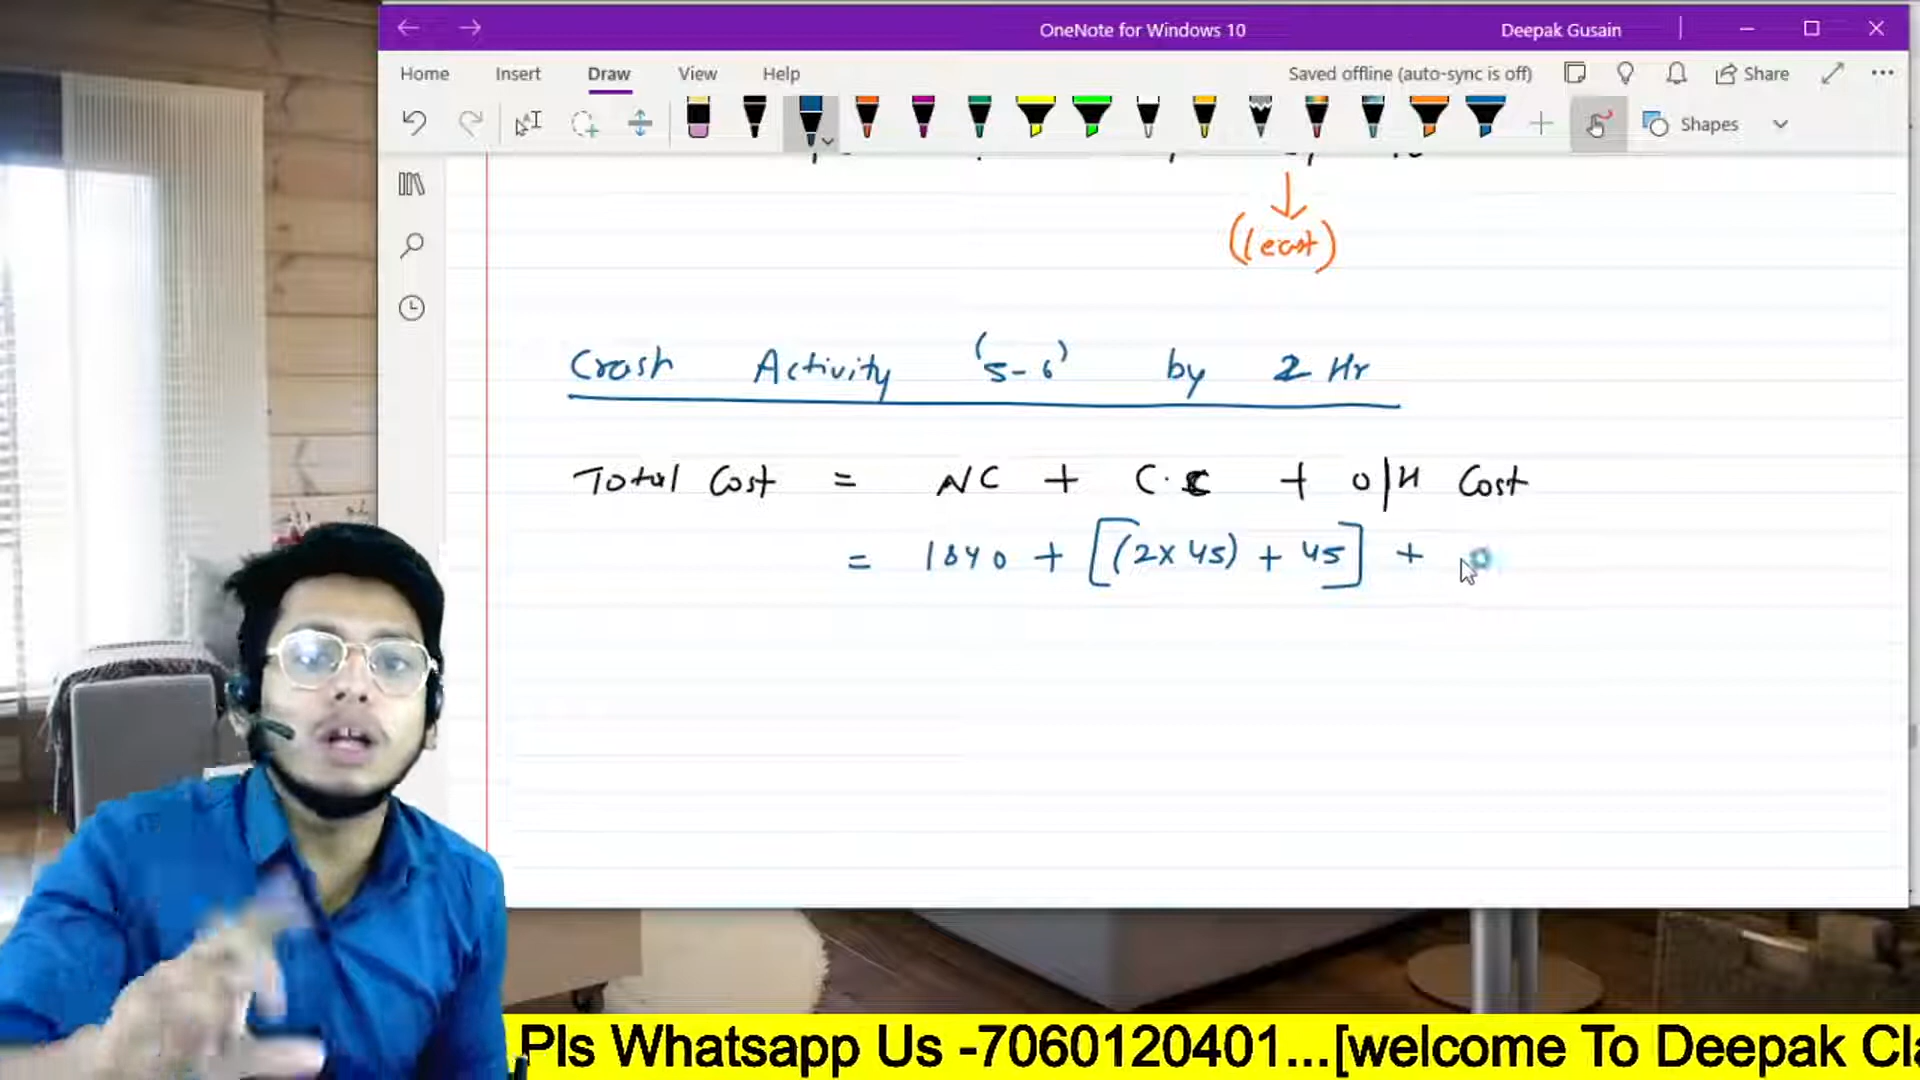 OneNote for Windows 10
Deepak Gusain
Home Insert Draw View Help
Saved offline (auto-sync is off)
Share
Shapes
(least)
Crash Activity '5-6' by 2 Hr
Total Cost = NC + C.C + O/H Cost
= 1840 + [(2x45) + 45] +
Pls Whatsapp Us -7060120401...[welcome To Deepak Cla